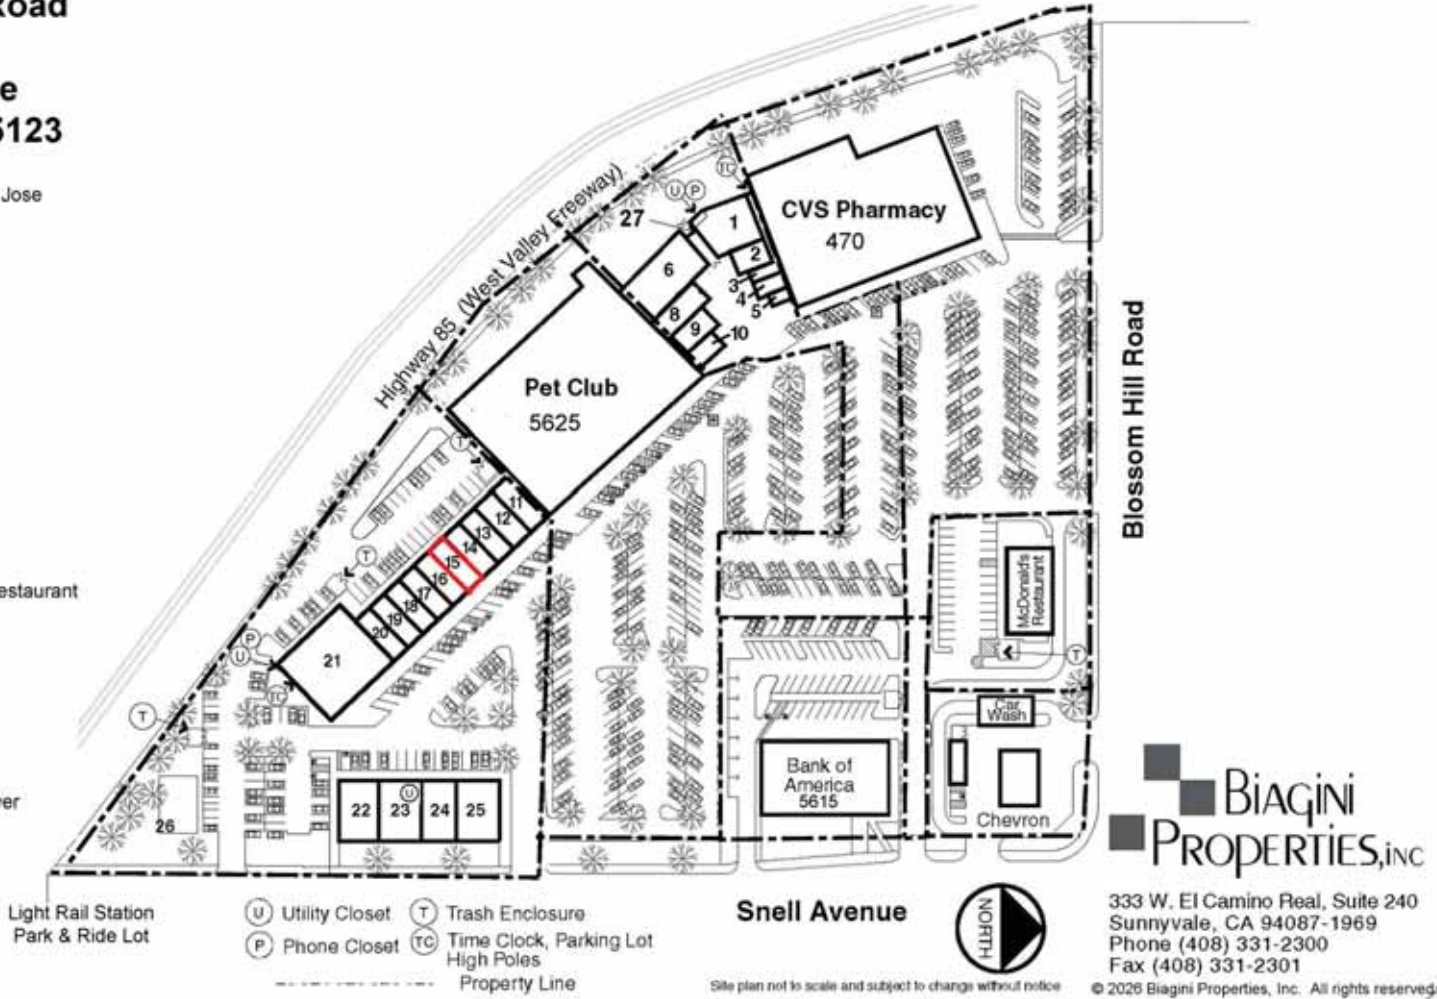 Road
e
5123
Jose
estaurant
ver
Highway 85 (West Valley Freeway)
27
U
P
TC
1
2
3
4
5
6
8
9
10
CVS Pharmacy
470
Pet Club
5625
T
11
12
13
14
15
16
17
18
19
20
21
T
P
U
TC
T
22
23
U
24
25
26
Blossom Hill Road
McDonald's
Restaurant
T
Car
Wash
Chevron
Bank of
America
5615
Light Rail Station
Park & Ride Lot
U Utility Closet
P Phone Closet
T Trash Enclosure
TC Time Clock, Parking Lot
High Poles
Property Line
Snell Avenue
NORTH
Site plan not to scale and subject to change without notice
BiAGiNi
PROPERTiES,iNC
333 W. El Camino Real, Suite 240
Sunnyvale, CA 94087-1969
Phone (408) 331-2300
Fax (408) 331-2301
© 2026 Biagini Properties, Inc. All rights reserved